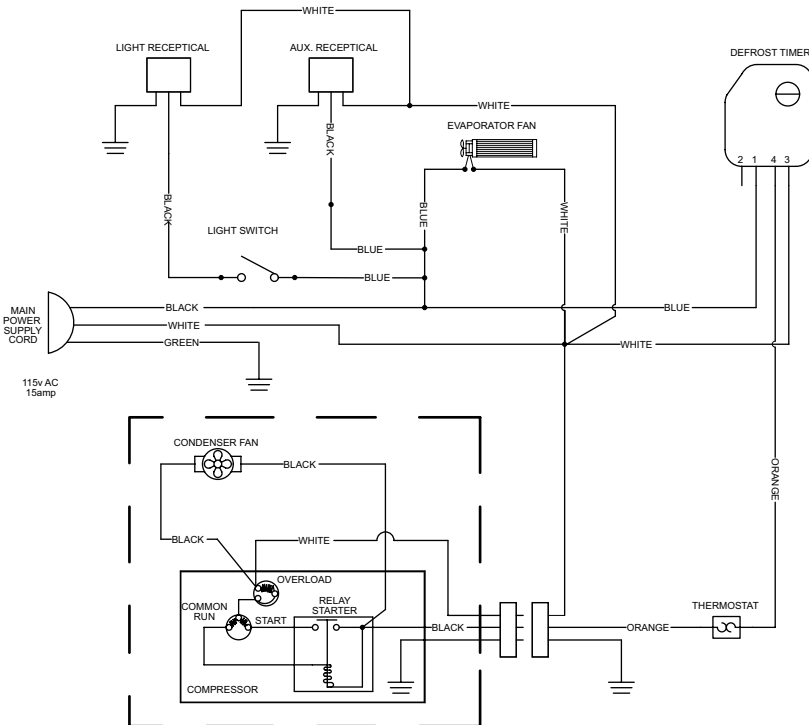 WHITE
LIGHT RECEPTICAL
AUX. RECEPTICAL
DEFROST TIMER
WHITE
EVAPORATOR FAN
BLACK
2 1 4 3
BLACK
BLUE
WHITE
LIGHT SWITCH
BLUE
BLUE
MAIN
POWER
SUPPLY
CORD
BLACK
BLUE
WHITE
GREEN
WHITE
115v AC
15amp
CONDENSER FAN
BLACK
ORANGE
BLACK
WHITE
OVERLOAD
COMMON
RUN
START
RELAY
STARTER
THERMOSTAT
BLACK
ORANGE
COMPRESSOR